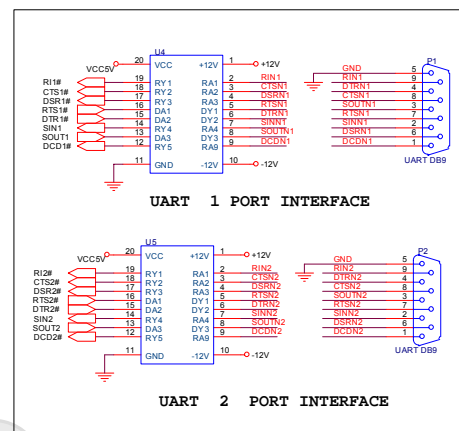 U4
VCC5V 20 VCC +12V 1 +12V
RI1# 19 RY1 RA1 2 RIN1
CTS1# 18 RY2 RA2 3 CTSN1
DSR1# 17 RY3 RA3 4 DSRN1
RTS1# 16 DA1 DY1 5 RTSN1
DTR1# 15 DA2 DY2 6 DTRN1
SIN1 14 RY4 RA4 7 SINN1
SOUT1 13 DA3 DY3 8 SOUTN1
DCD1# 12 RY5 RA9 9 DCDN1
11 GND -12V 10 -12V
P1
GND 5
RIN1 9
DTRN1 4
CTSN1 8
SOUTN1 3
RTSN1 7
SINN1 2
DSRN1 6
DCDN1 1
UART DB9
UART 1 PORT INTERFACE
U5
VCC5V 20 VCC +12V 1 +12V
RI2# 19 RY1 RA1 2 RIN2
CTS2# 18 RY2 RA2 3 CTSN2
DSR2# 17 RY3 RA3 4 DSRN2
RTS2# 16 DA1 DY1 5 RTSN2
DTR2# 15 DA2 DY2 6 DTRN2
SIN2 14 RY4 RA4 7 SINN2
SOUT2 13 DA3 DY3 8 SOUTN2
DCD2# 12 RY5 RA9 9 DCDN2
11 GND -12V 10 -12V
P2
GND 5
RIN2 9
DTRN2 4
CTSN2 8
SOUTN2 3
RTSN2 7
SINN2 2
DSRN2 6
DCDN2 1
UART DB9
UART 2 PORT INTERFACE